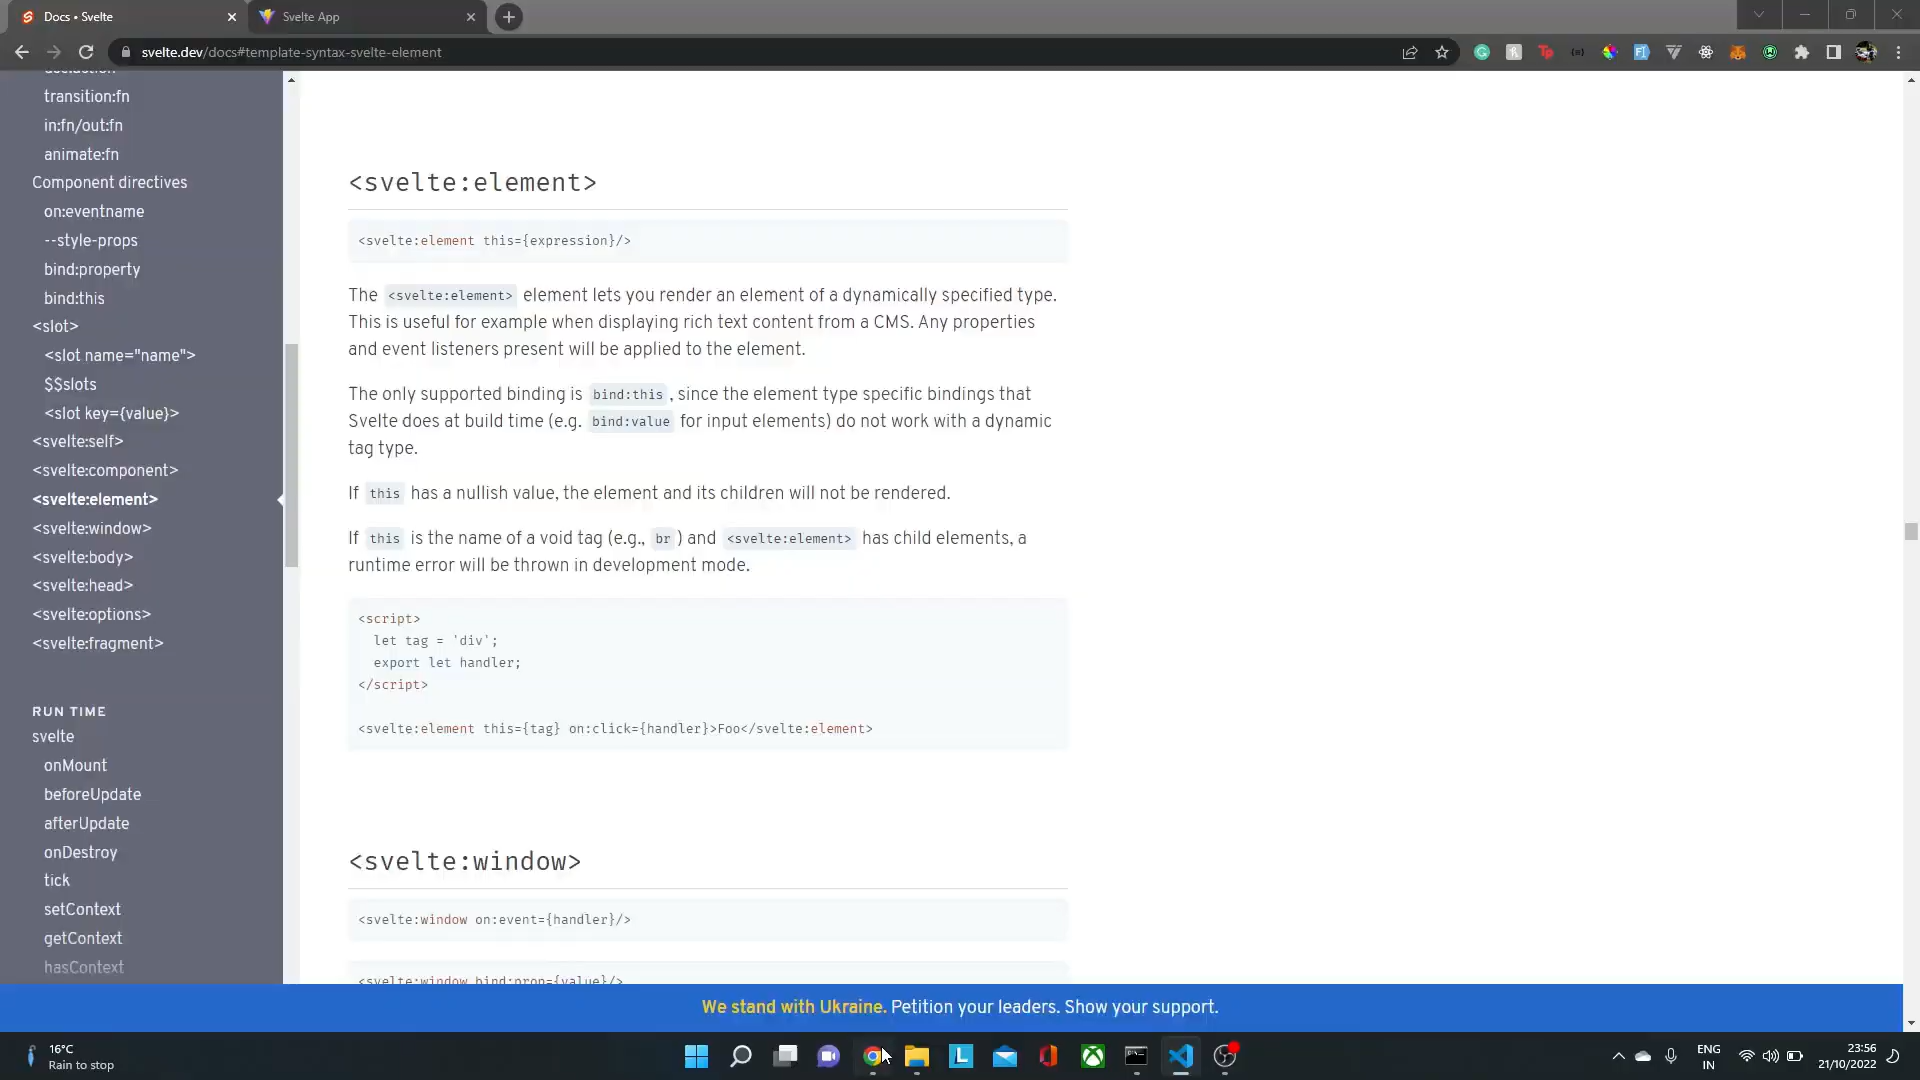 Docs • Svelte
Svelte App
svelte.dev/docs#template-syntax-svelte-element
transition:fn
in:fn/out:fn
animate:fn
Component directives
on:eventname
--style-props
bind:property
bind:this
<slot>
<slot name="name">
$$slots
<slot key={value}>
<svelte:self>
<svelte:component>
<svelte:element>
<svelte:window>
<svelte:body>
<svelte:head>
<svelte:options>
<svelte:fragment>
RUN TIME
svelte
onMount
beforeUpdate
afterUpdate
onDestroy
tick
setContext
getContext
hasContext
<svelte:element>
<svelte:element this={expression}/>
The <svelte:element> element lets you render an element of a dynamically specified type.
This is useful for example when displaying rich text content from a CMS. Any properties
and event listeners present will be applied to the element.
The only supported binding is bind:this, since the element type specific bindings that
Svelte does at build time (e.g. bind:value for input elements) do not work with a dynamic
tag type.
If this has a nullish value, the element and its children will not be rendered.
If this is the name of a void tag (e.g., br) and <svelte:element> has child elements, a
runtime error will be thrown in development mode.
<script>
let tag = 'div';
export let handler;
</script>
<svelte:element this={tag} on:click={handler}>Foo</svelte:element>
<svelte:window>
<svelte:window on:event={handler}/>
<svelte:window bind:prop={value}/>
We stand with Ukraine. Petition your leaders. Show your support.
16°C
Rain to stop
ENG
IN
23:56
21/10/2022